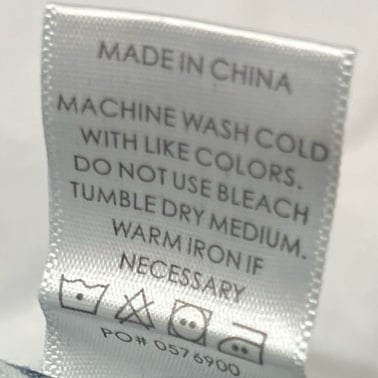 MADE IN CHINA
MACHINE WASH COLD
WITH LIKE COLORS.
DO NOT USE BLEACH
TUMBLE DRY MEDIUM.
WARM IRON IF
NECESSARY
PO# 0576900